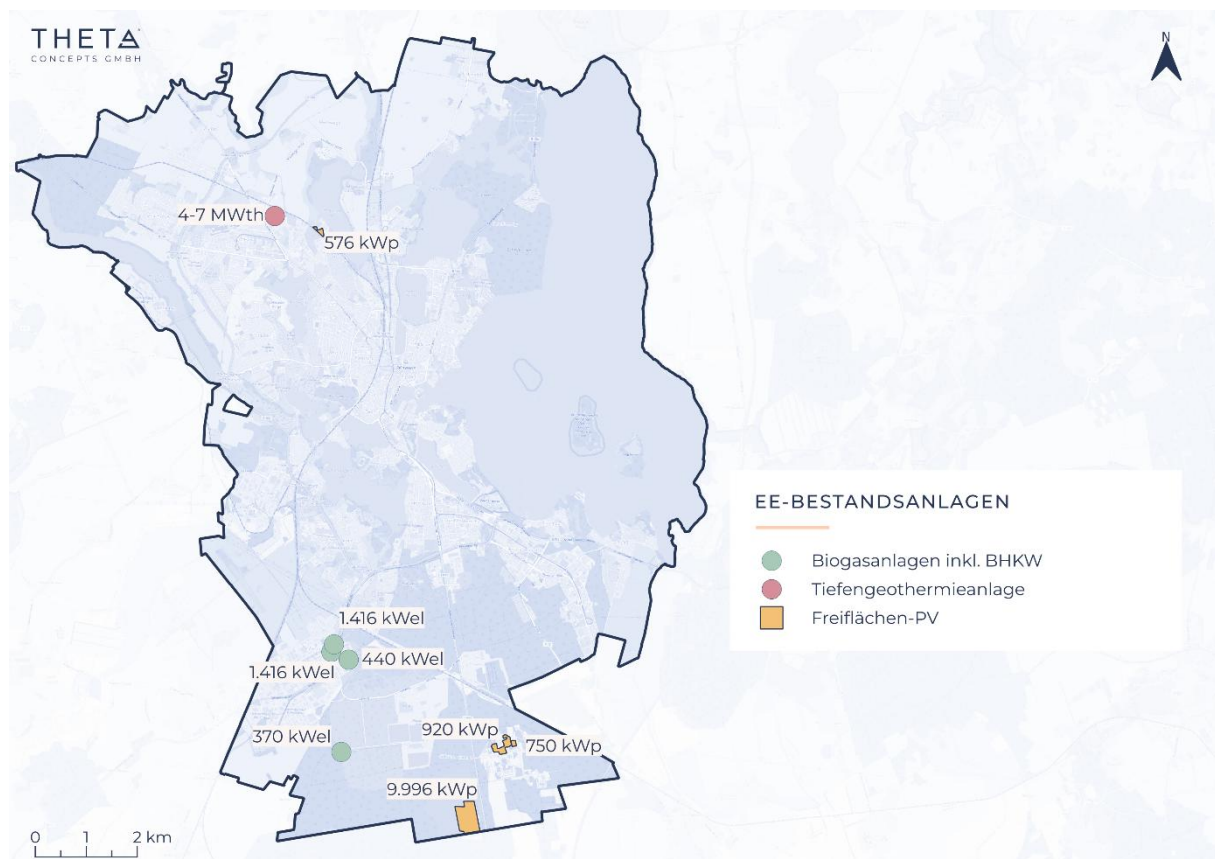 THETA
CONCEPTS GMBH
N
4-7 MWth
576 kWp
EE-BESTANDSANLAGEN
Biogasanlagen inkl. BHKW
Tiefengeothermieanlage
Freiflächen-PV
1.416 kWel
440 kWel
1.416 kWel
370 kWel
920 kWp
750 kWp
9.996 kWp
0 1 2 km